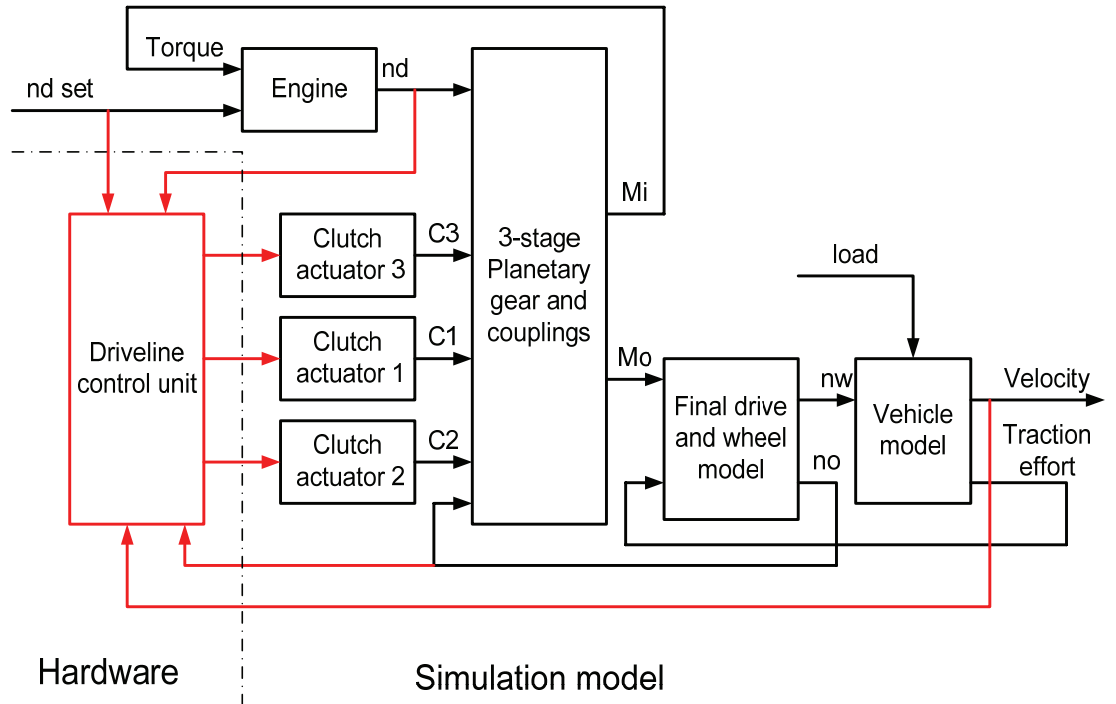 Torque
nd set
Engine
nd
Mi
Clutch
actuator 3
C3
3-stage
Planetary
gear and
couplings
load
Driveline
control unit
Clutch
actuator 1
C1
Mo
Final drive
and wheel
model
nw
no
Vehicle
model
Velocity
Traction
effort
Clutch
actuator 2
C2
Hardware
Simulation model